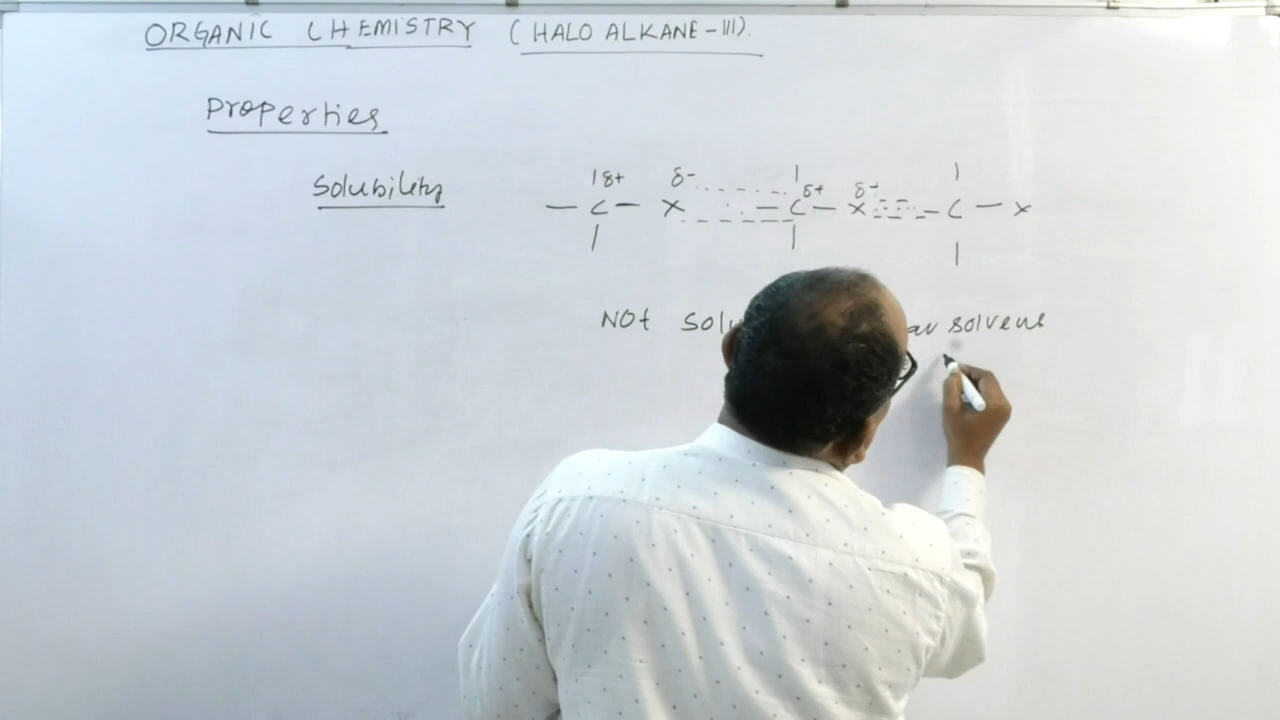 ORGANIC CHEMISTRY (HALO ALKANE-III).
Properties
Solubility
δ+ δ- δ+ δ-
— C — X — C — X — C — X
NOt solvent